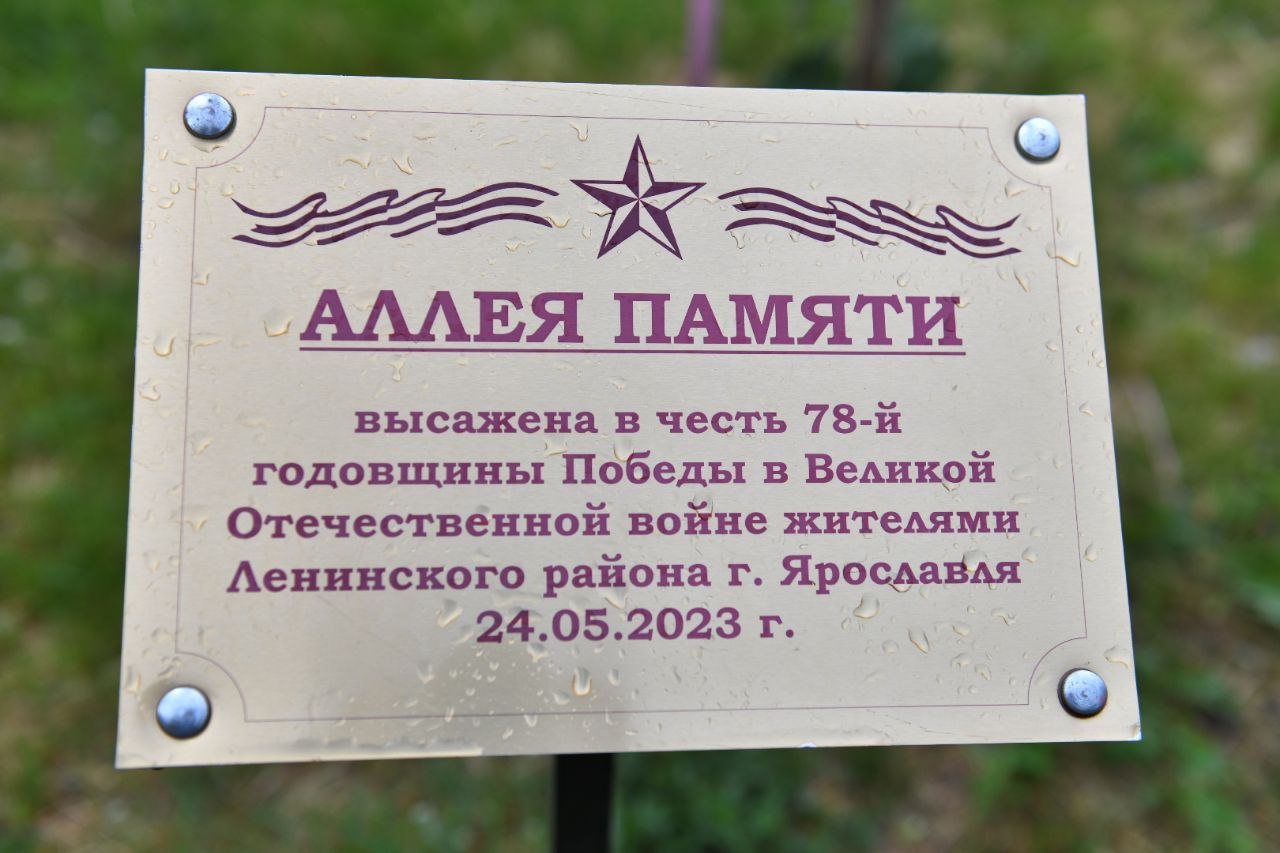 АЛЛЕЯ ПАМЯТИ
высажена в честь 78-й
годовщины Победы в Великой
Отечественной войне жителями
Ленинского района г. Ярославля
24.05.2023 г.